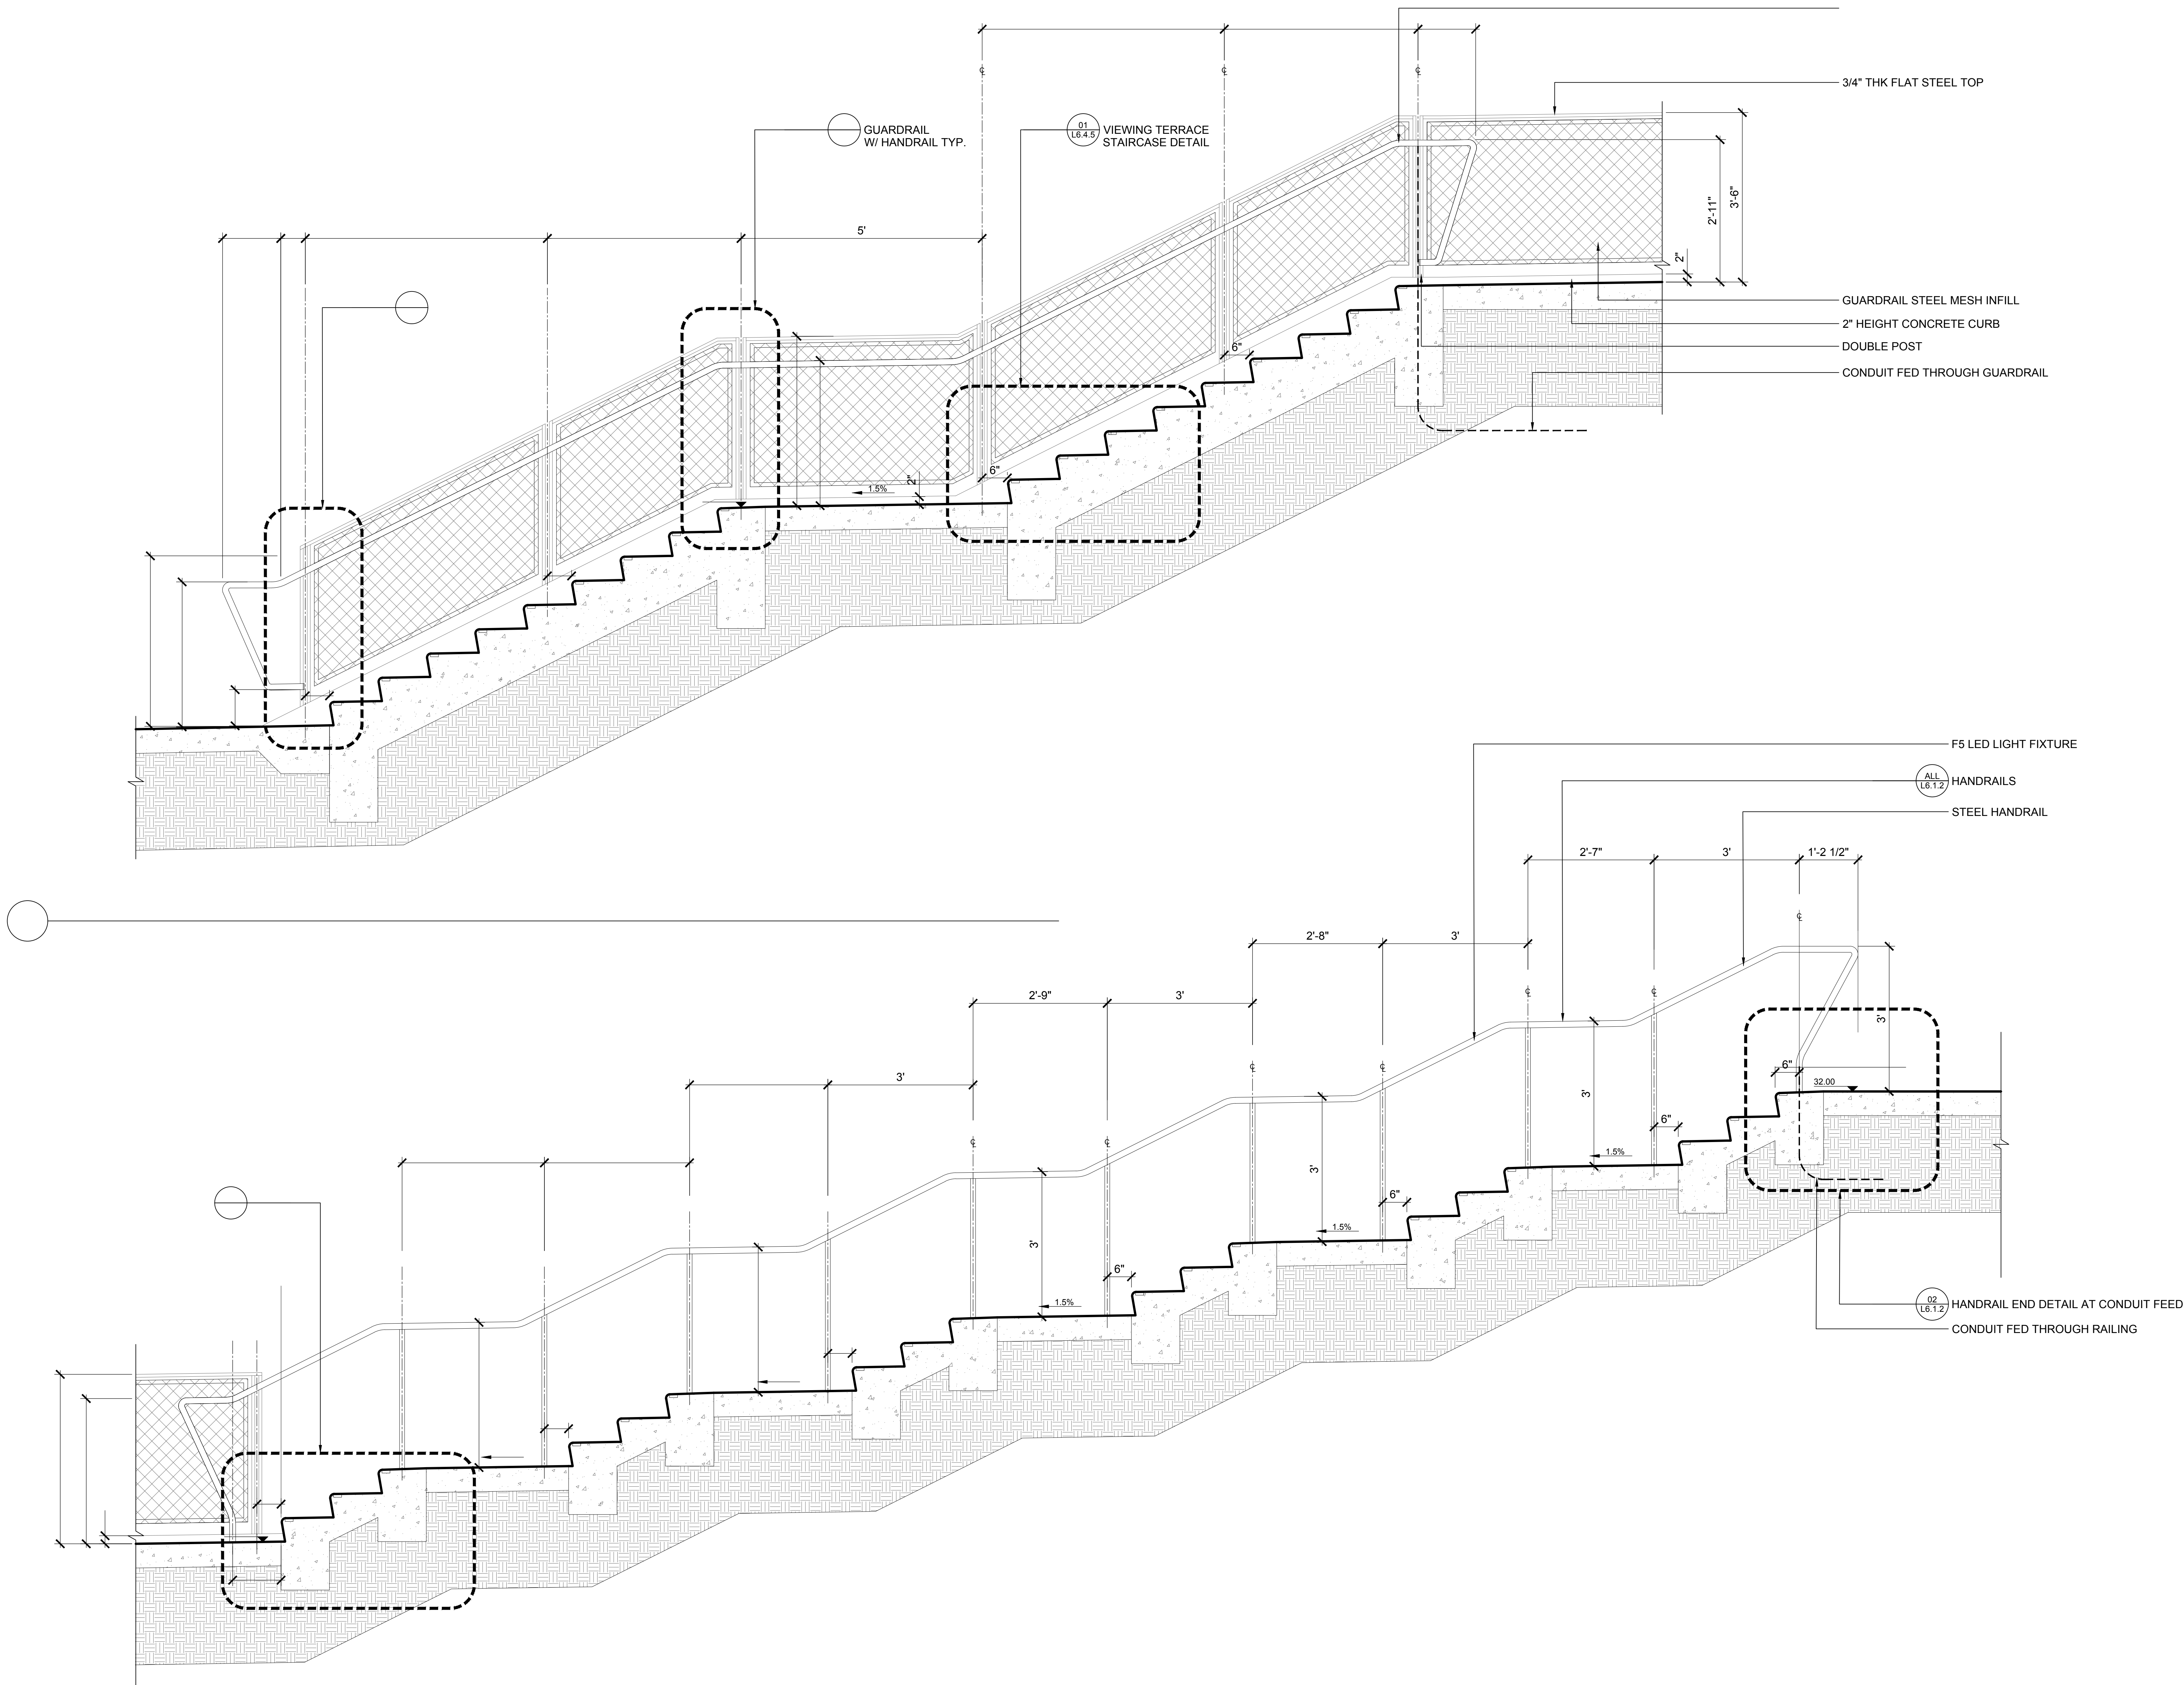 ℄
℄
℄
3/4" THK FLAT STEEL TOP
GUARDRAIL
W/ HANDRAIL TYP.
01
L6.4.5
VIEWING TERRACE
STAIRCASE DETAIL
5'
2'-11"
3'-6"
2"
GUARDRAIL STEEL MESH INFILL
2" HEIGHT CONCRETE CURB
DOUBLE POST
CONDUIT FED THROUGH GUARDRAIL
6"
6"
2"
1.5%
F5 LED LIGHT FIXTURE
ALL
L6.1.2
HANDRAILS
STEEL HANDRAIL
2'-7"
3'
1'-2 1/2"
℄
2'-8"
3'
℄
℄
2'-9"
3'
℄
℄
3'
6"
32.00
3'
℄
℄
3'
6"
1.5%
3'
3'
6"
1.5%
3'
6"
1.5%
02
L6.1.2
HANDRAIL END DETAIL AT CONDUIT FEED
CONDUIT FED THROUGH RAILING